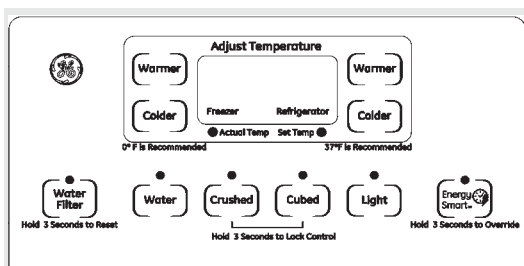 Adjust Temperature
Warmer
Warmer
Colder
Freezer
Refrigerator
Colder
Actual Temp
Set Temp
0° F is Recommended
37°F is Recommended
Water
Filter
Water
Crushed
Cubed
Light
Energy
Smart™
Hold 3 Seconds to Reset
Hold 3 Seconds to Lock Control
Hold 3 Seconds to Override
GE